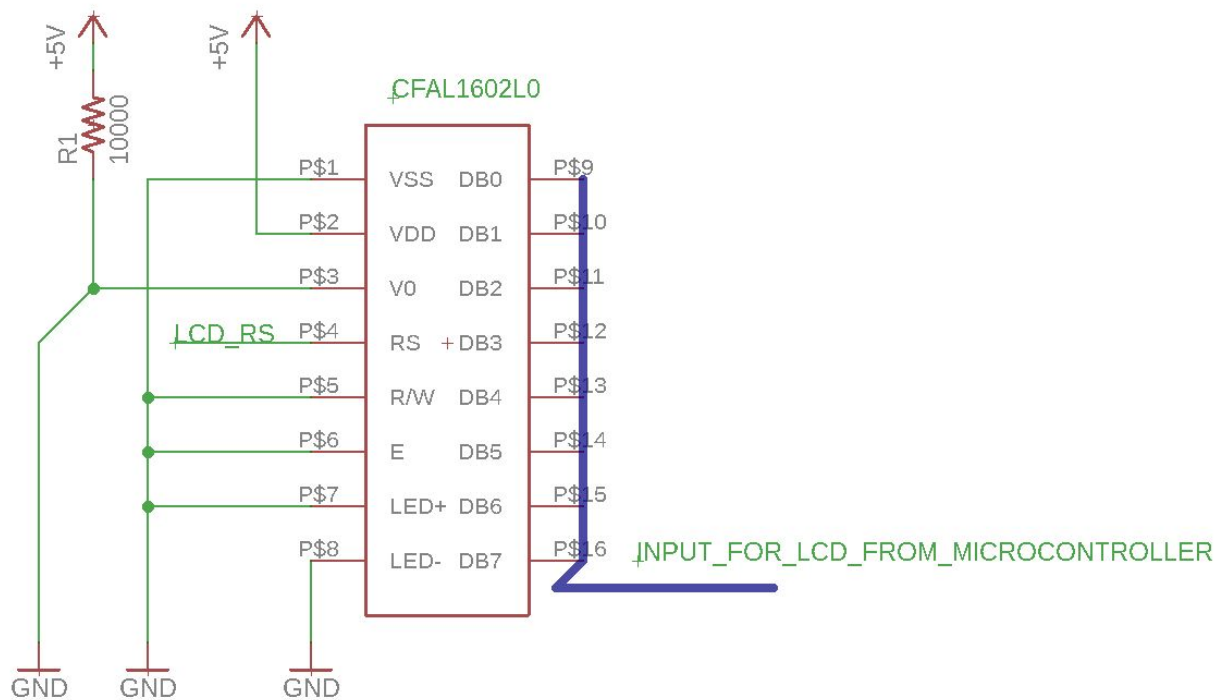 +5V
+5V
R1
10000
CFAL1602L0
P$1 VSS DB0 P$9
P$2 VDD DB1 P$10
P$3 V0 DB2 P$11
LCD_RS P$4 RS DB3 P$12
P$5 R/W DB4 P$13
P$6 E DB5 P$14
P$7 LED+ DB6 P$15
P$8 LED- DB7 P$16
INPUT_FOR_LCD_FROM_MICROCONTROLLER
GND GND GND